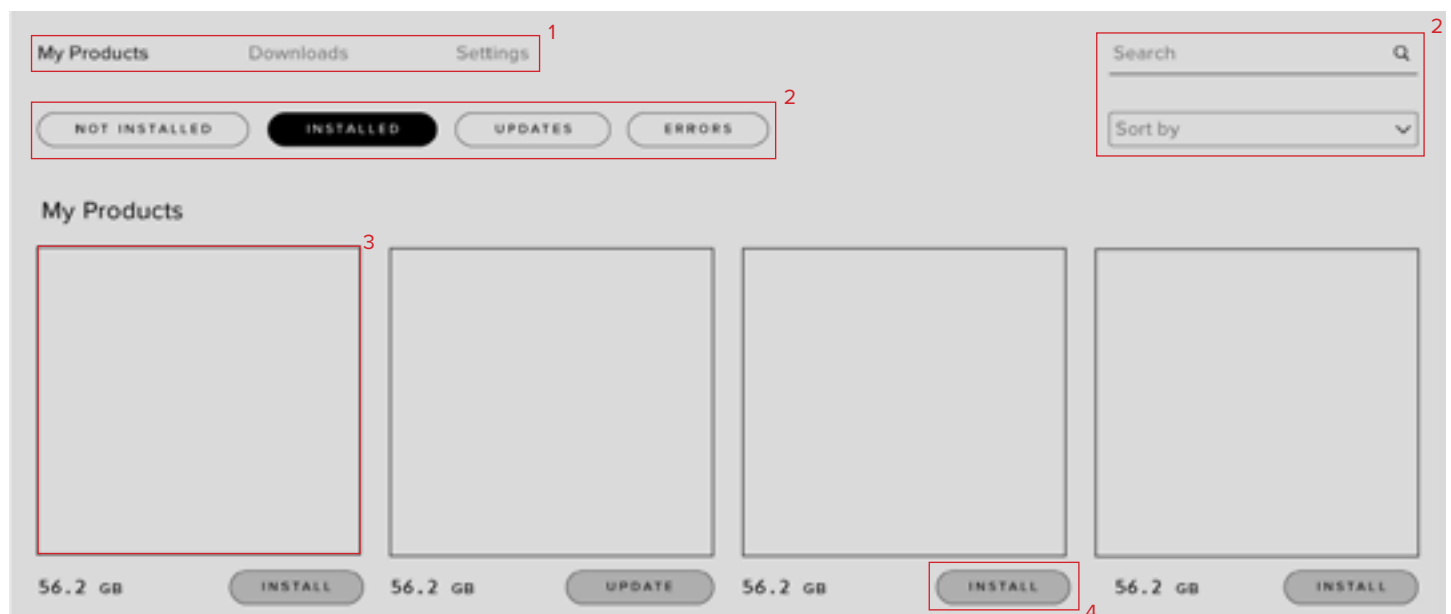 1
2
My Products Downloads Settings
Search
2
NOT INSTALLED INSTALLED UPDATES ERRORS
Sort by
My Products
3
56.2 GB INSTALL 56.2 GB UPDATE 56.2 GB INSTALL 56.2 GB INSTALL
4